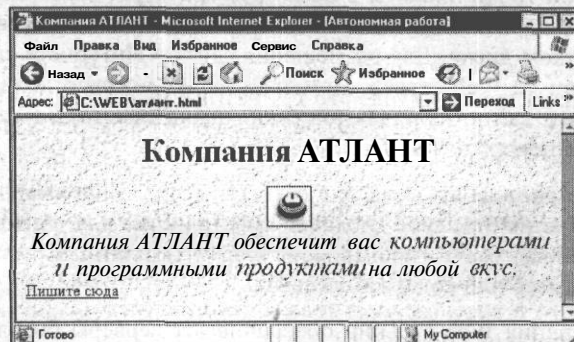 Компания АТЛАНТ - Microsoft Internet Explorer - [Автономная работа]
Файл Правка Вид Избранное Сервис Справка
Назад Поиск Избранное
Адрес: C:\WEB\атлант.html Переход Links
Компания АТЛАНТ
Компания АТЛАНТ обеспечит вас компьютерами
и программными продуктами на любой вкус.
Пишите сюда
Готово My Computer